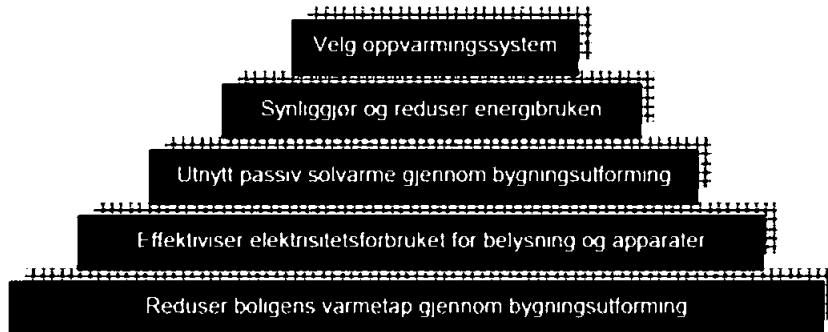 Velg oppvarmingssystem
Synliggjør og reduser energibruken
Utnytt passiv solvarme gjennom bygningsutforming
Effektiviser elektrisitetsforbruket for belysning og apparater
Reduser boligens varmetap gjennom bygningsutforming